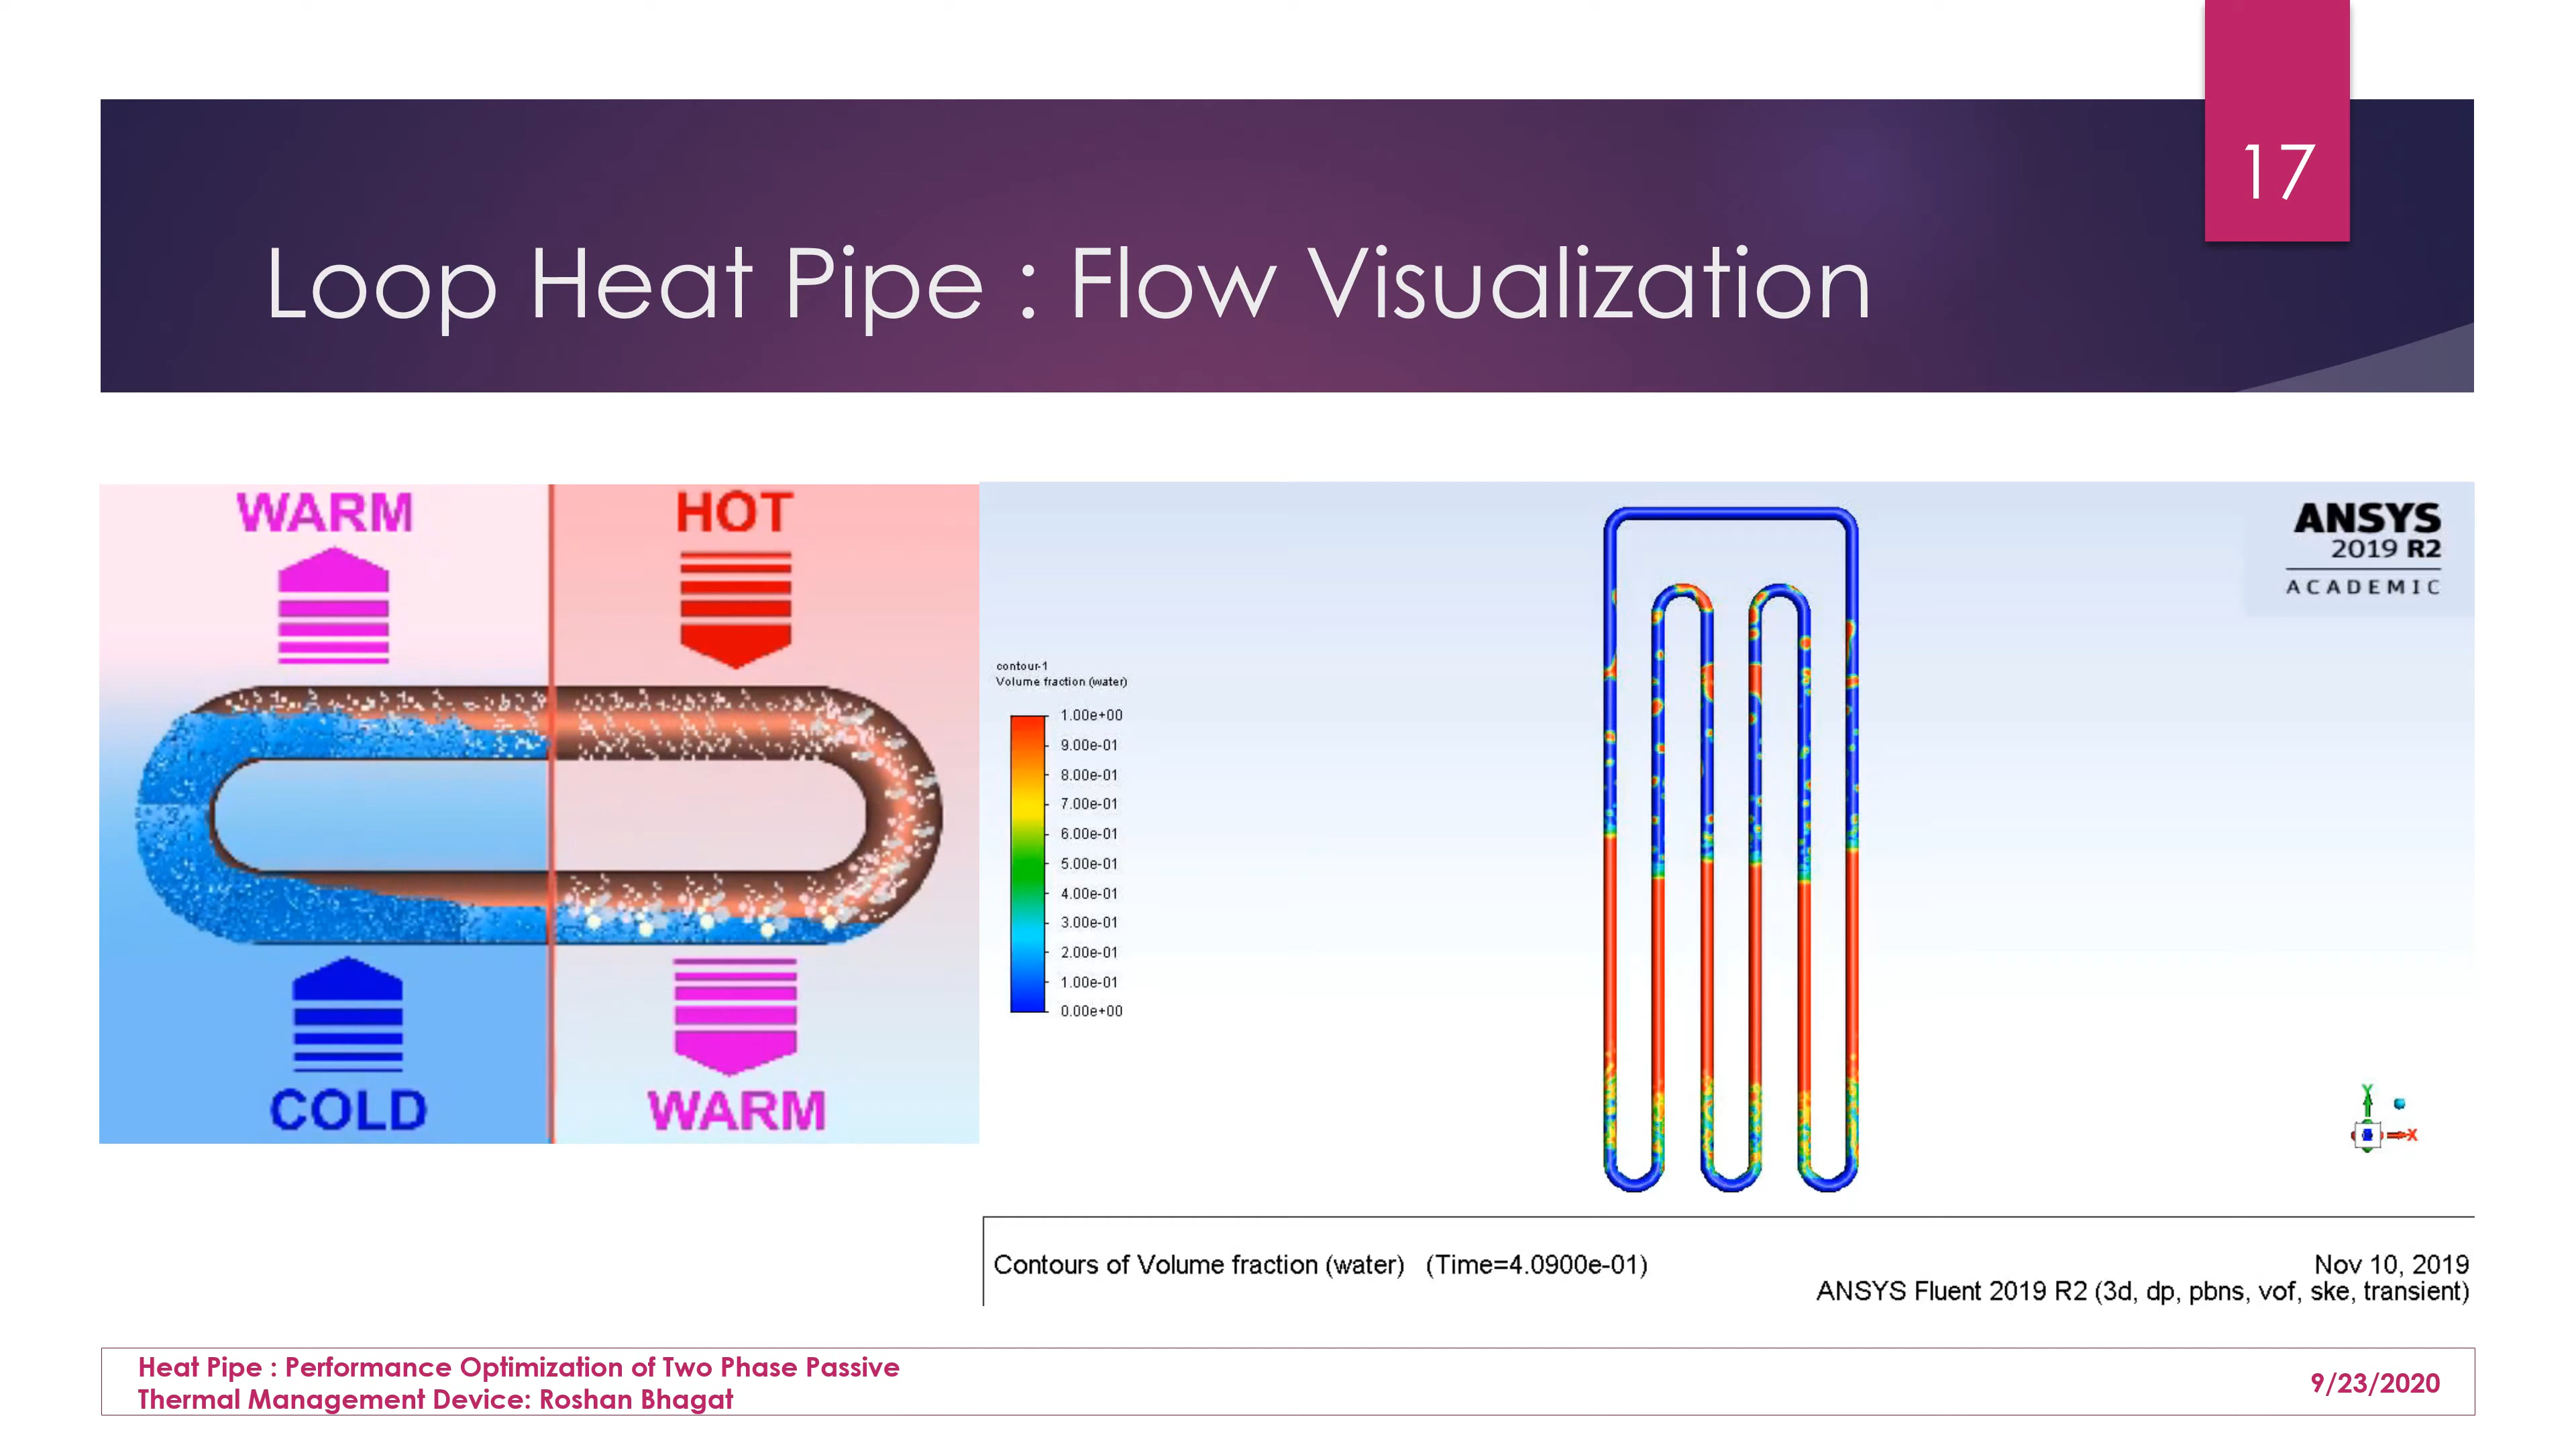 17
Loop Heat Pipe : Flow Visualization
WARM
HOT
COLD
WARM
ANSYS
2019 R2
ACADEMIC
contour-1
Volume fraction (water)
1.00e+00
9.00e-01
8.00e-01
7.00e-01
6.00e-01
5.00e-01
4.00e-01
3.00e-01
2.00e-01
1.00e-01
0.00e+00
Y
X
Contours of Volume fraction (water) (Time=4.0900e-01)
Nov 10, 2019
ANSYS Fluent 2019 R2 (3d, dp, pbns, vof, ske, transient)
Heat Pipe : Performance Optimization of Two Phase Passive
Thermal Management Device: Roshan Bhagat
9/23/2020